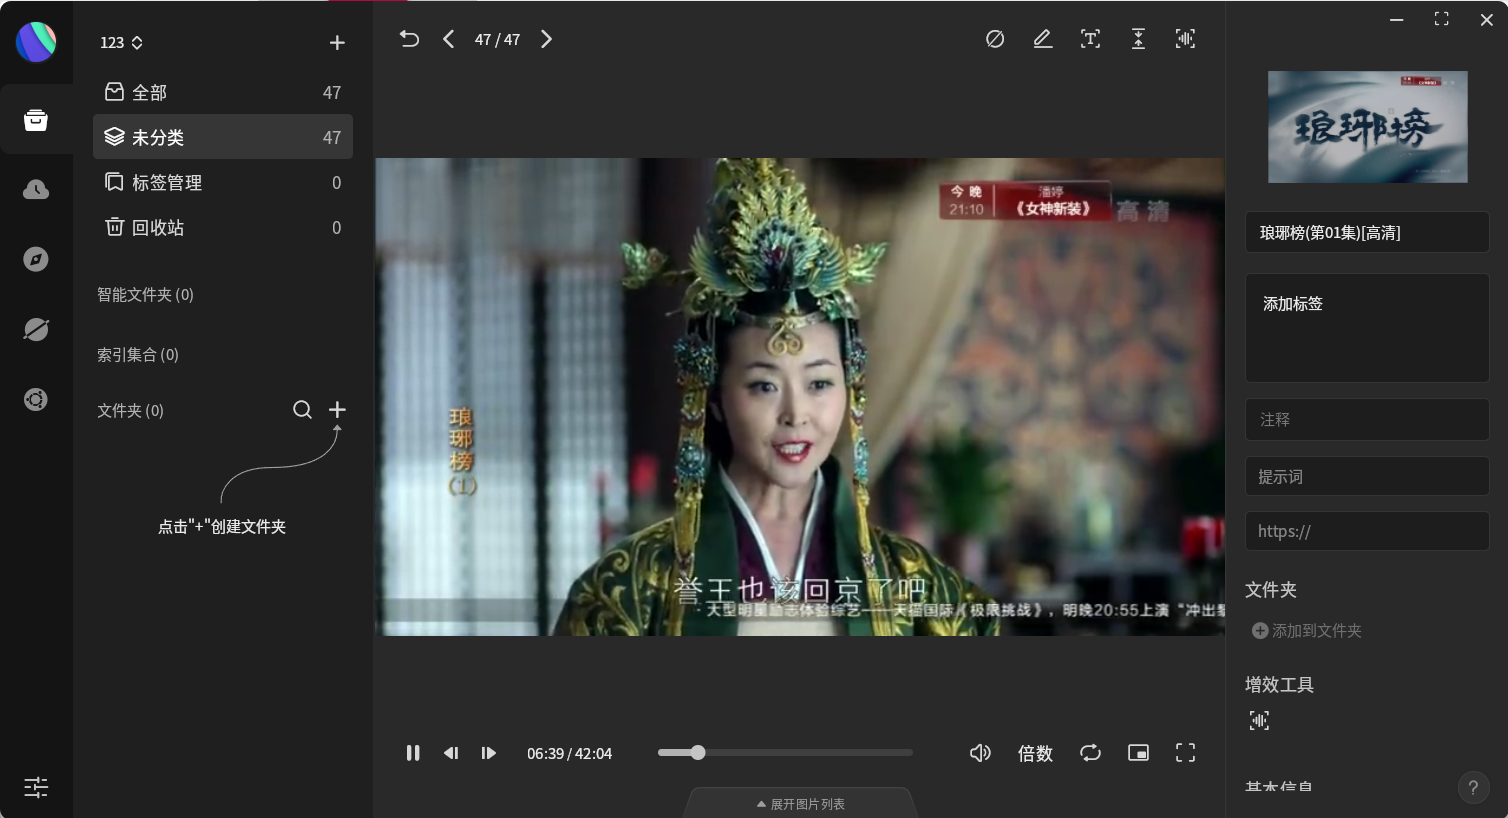 123
全部 47
未分类 47
标签管理 0
回收站 0
智能文件夹 (0)
索引集合 (0)
文件夹 (0)
点击"+"创建文件夹
47 / 47
今晚 潘婷
21:10 《女神新装》
高清
琅琊榜(1)
誉王也该回京了吧
大型明星励志体验综艺——天猫国际《极限挑战》，明晚20:55上演“冲出
06:39 / 42:04
倍数
展开图片列表
琅琊榜
琅琊榜(第01集)[高清]
添加标签
注释
提示词
https://
文件夹
添加到文件夹
增效工具
基本信息
?